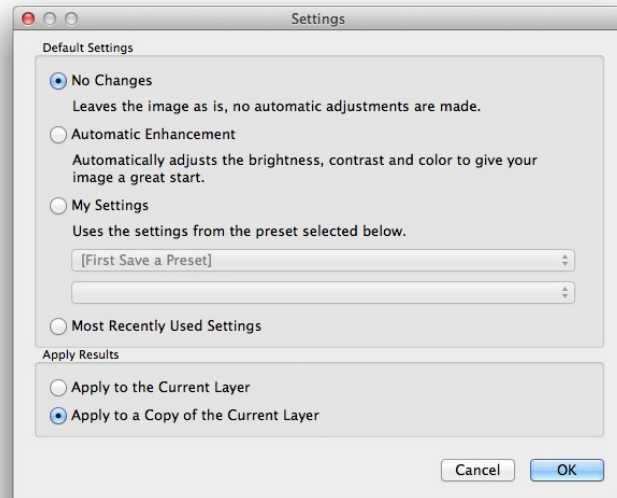 Settings
Default Settings
No Changes
Leaves the image as is, no automatic adjustments are made.
Automatic Enhancement
Automatically adjusts the brightness, contrast and color to give your
image a great start.
My Settings
Uses the settings from the preset selected below.
[First Save a Preset]
Most Recently Used Settings
Apply Results
Apply to the Current Layer
Apply to a Copy of the Current Layer
Cancel OK